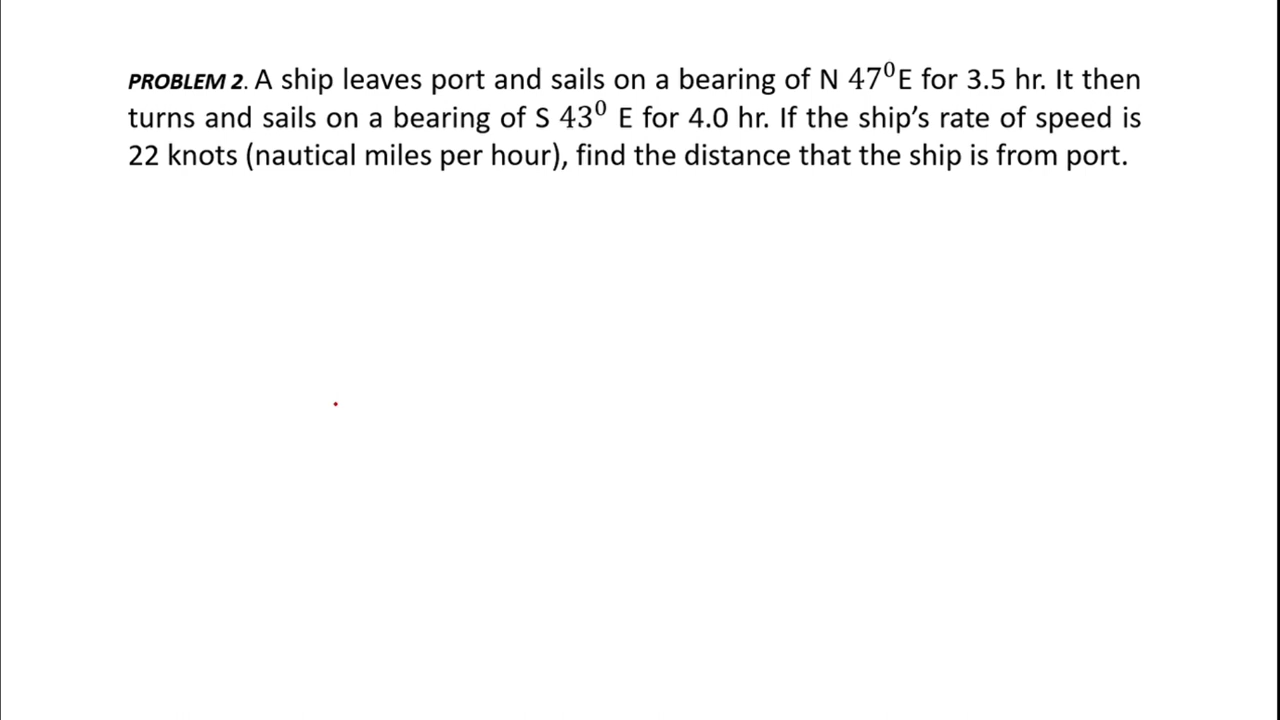 PROBLEM 2. A ship leaves port and sails on a bearing of N 47⁰E for 3.5 hr. It then
turns and sails on a bearing of S 43⁰ E for 4.0 hr. If the ship’s rate of speed is
22 knots (nautical miles per hour), find the distance that the ship is from port.